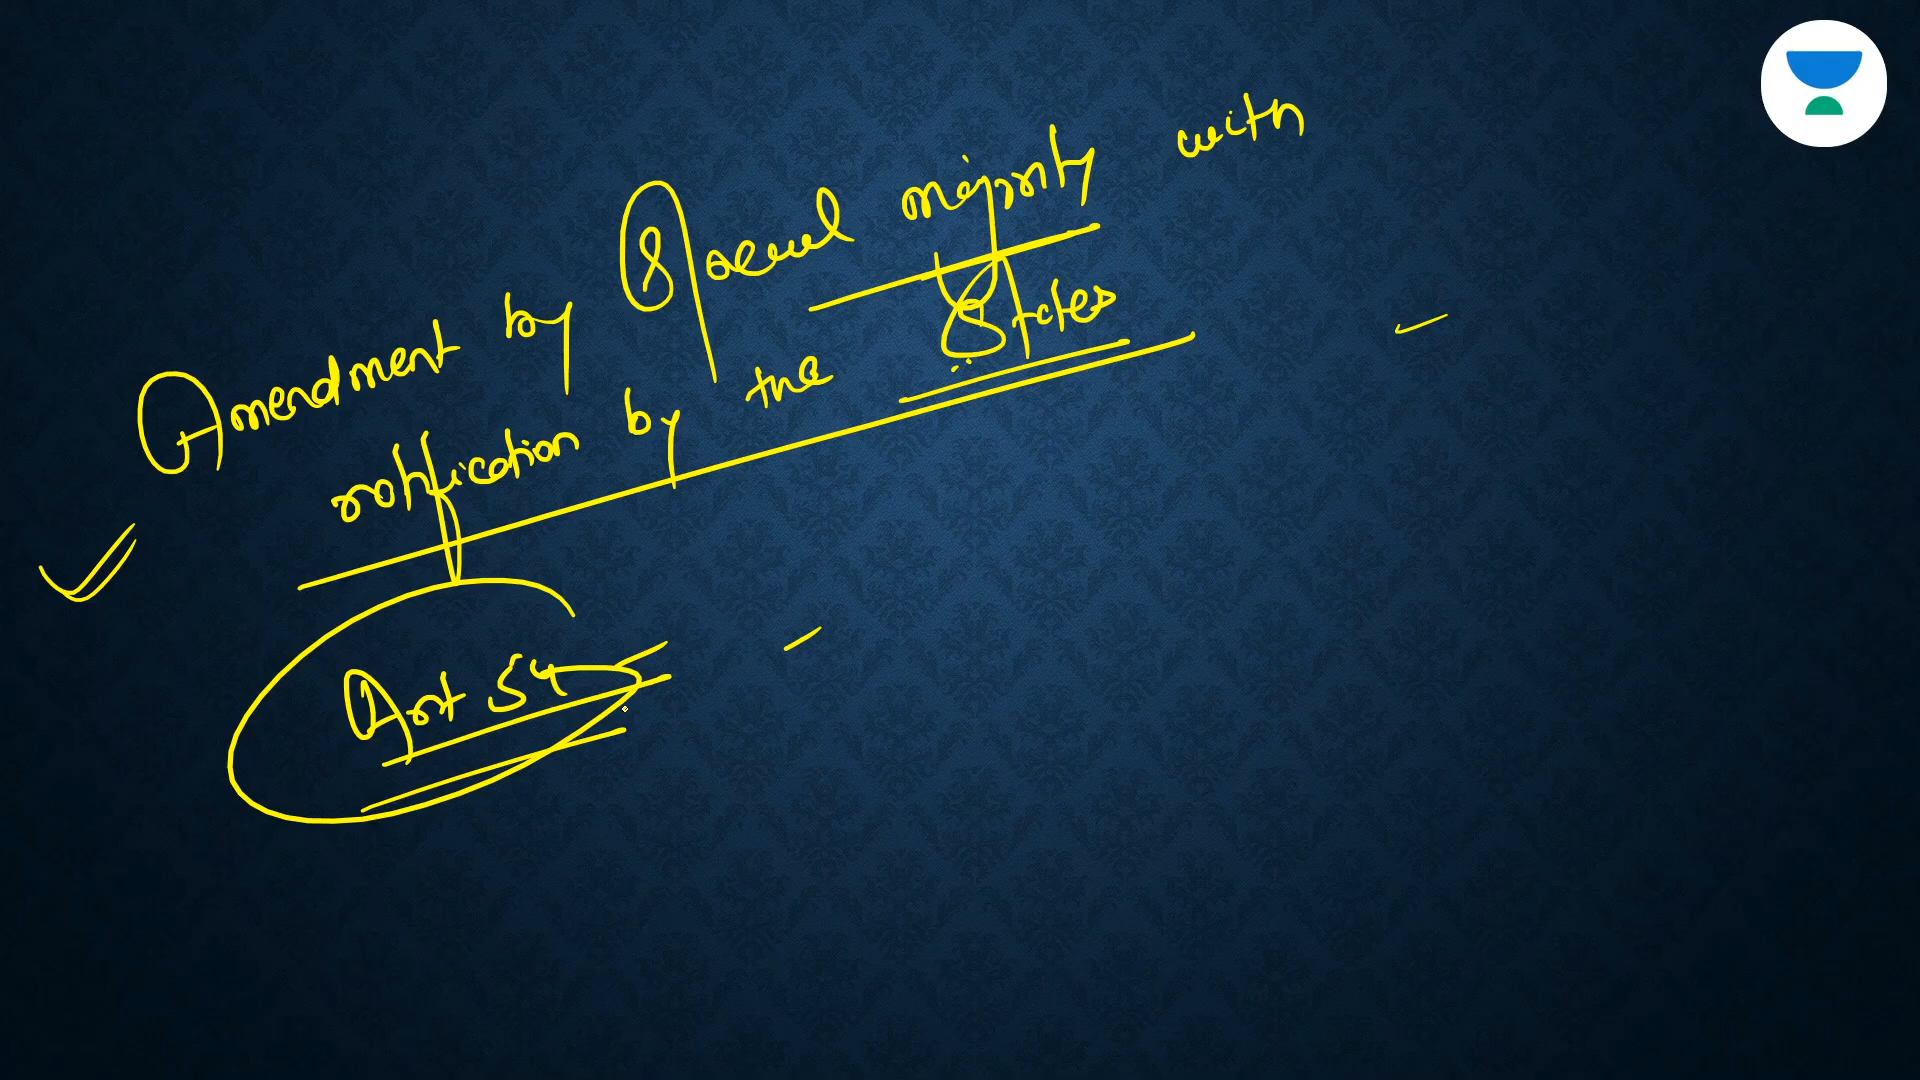 Amendment by Special majority with
ratification by the States
Art 54